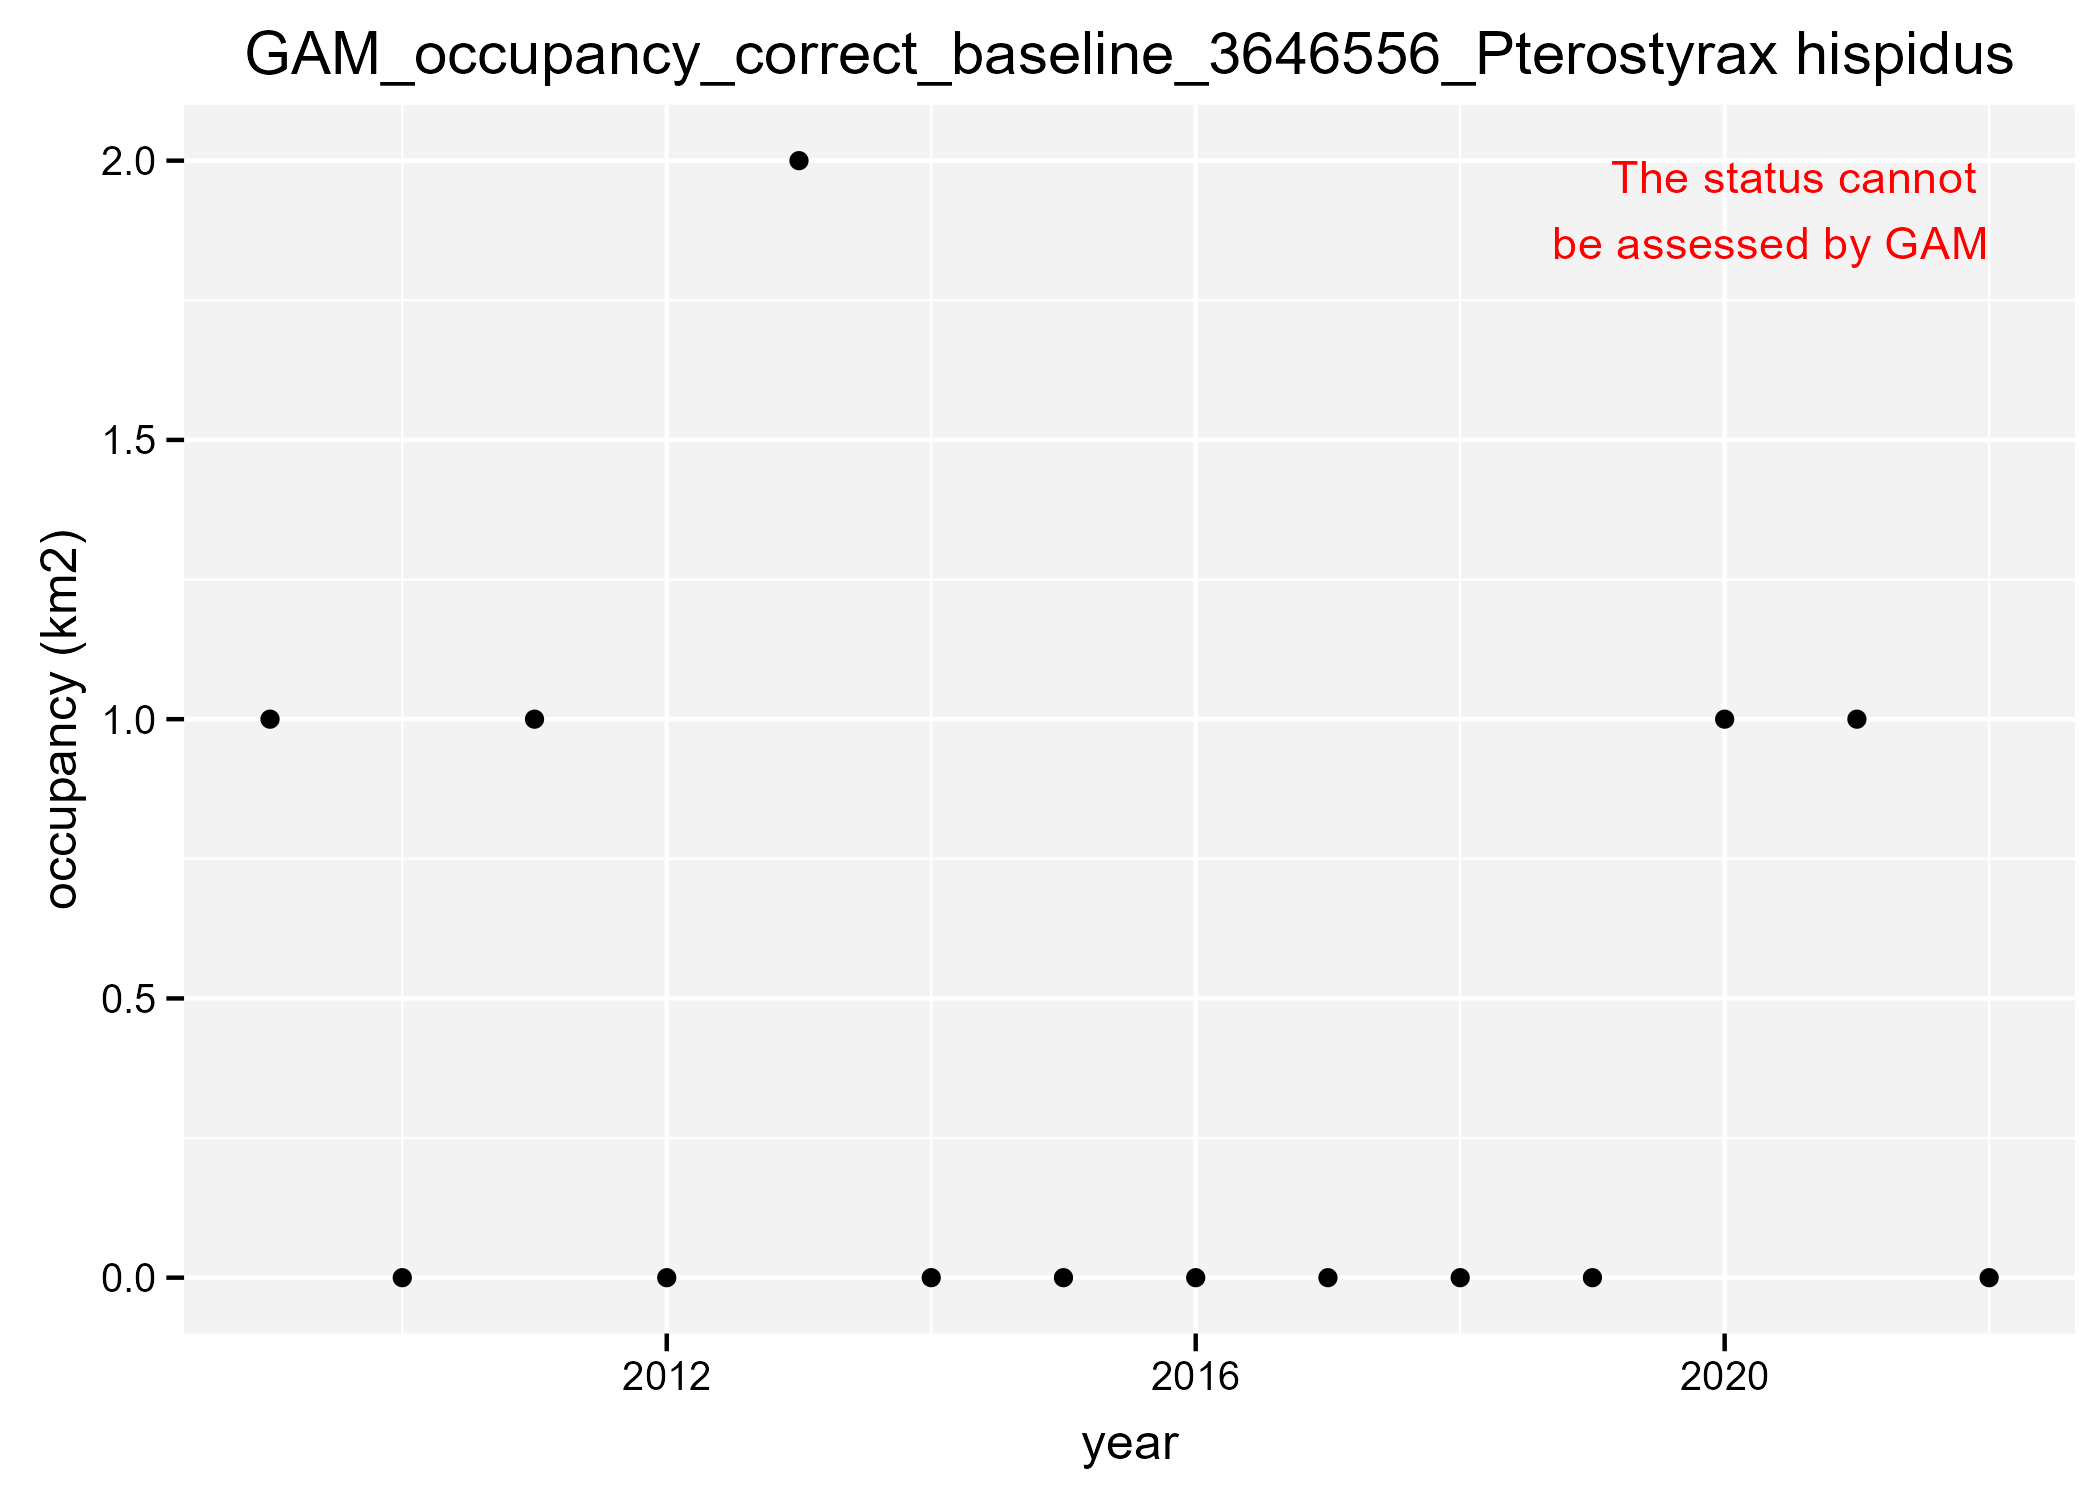 GAM_occupancy_correct_baseline_3646556_Pterostyrax hispidus
The status cannot
be assessed by GAM
occupancy (km2)
2.0
1.5
1.0
0.5
0.0
2012
2016
2020
year